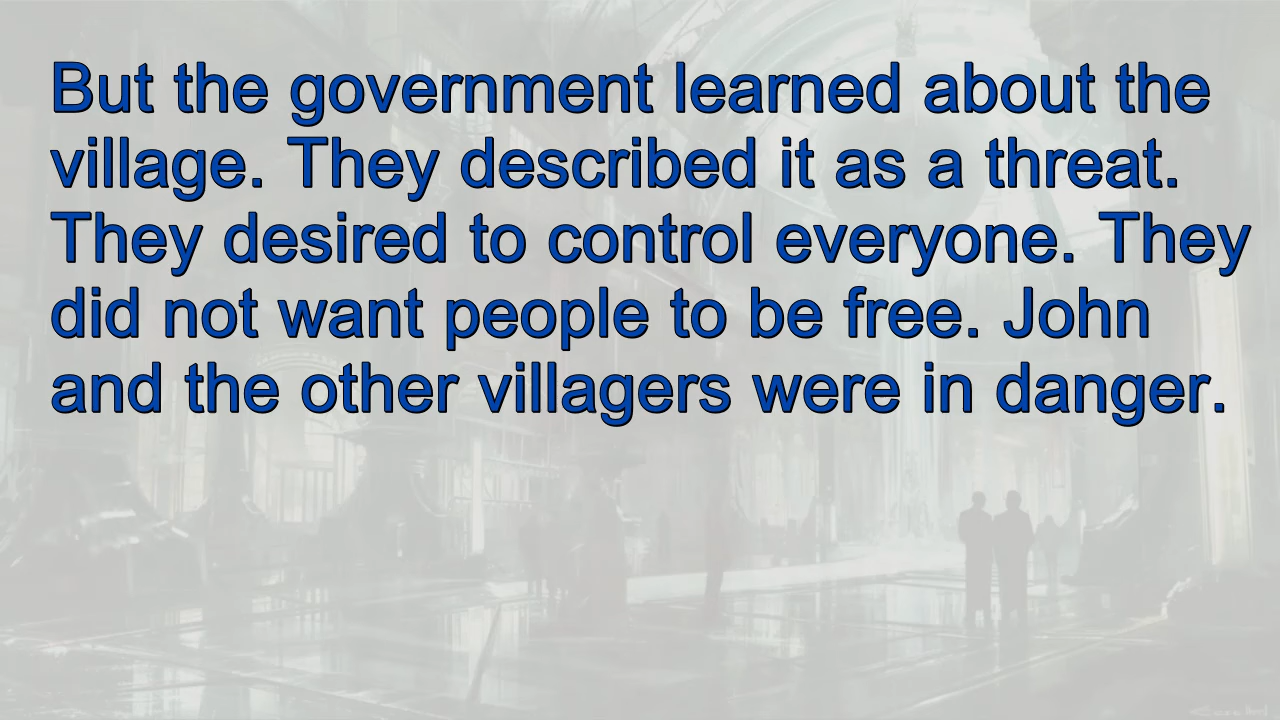 But the government learned about the
village. They described it as a threat.
They desired to control everyone. They
did not want people to be free. John
and the other villagers were in danger.